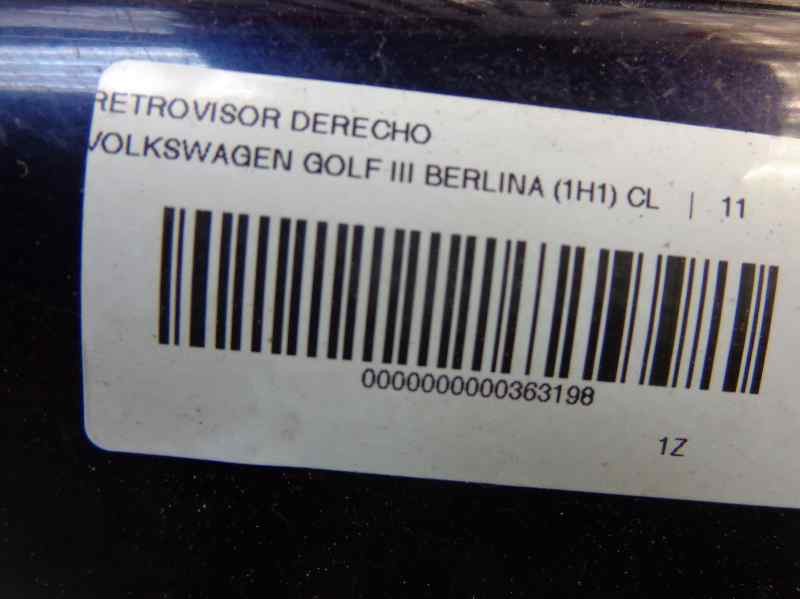 RETROVISOR DERECHO
VOLKSWAGEN GOLF III BERLINA (1H1) CL | 11
0000000000363198
1Z